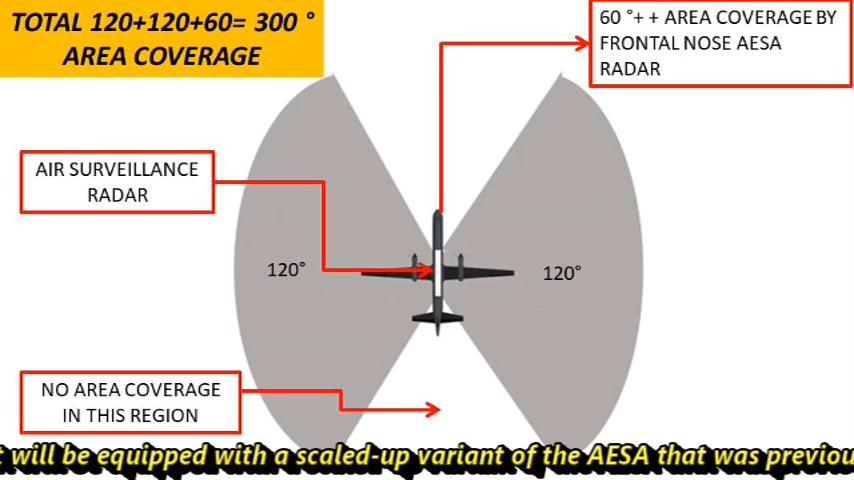 TOTAL 120+120+60= 300 °
AREA COVERAGE
60 °+ + AREA COVERAGE BY
FRONTAL NOSE AESA
RADAR
AIR SURVEILLANCE
RADAR
120°
120°
NO AREA COVERAGE
IN THIS REGION
will be equipped with a scaled-up variant of the AESA that was